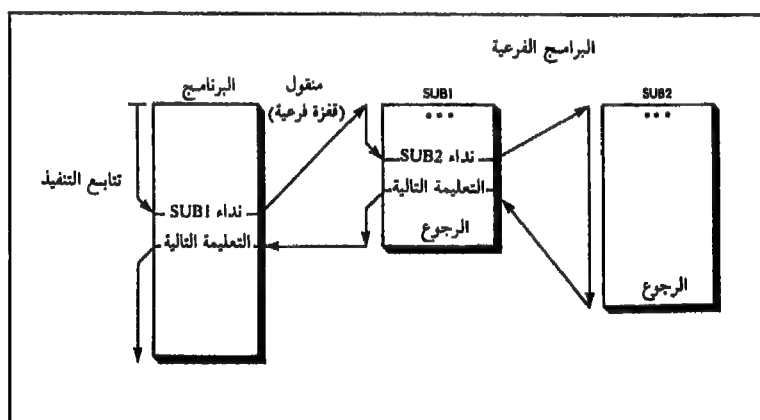 البرامج الفرعية
البرنامج
منقول
(قفزة فرعية)
SUB1
SUB2
نداء SUB2
التعليمة التالية
الرجوع
تتابع التنفيذ
نداء SUB1
التعليمة التالية
الرجوع